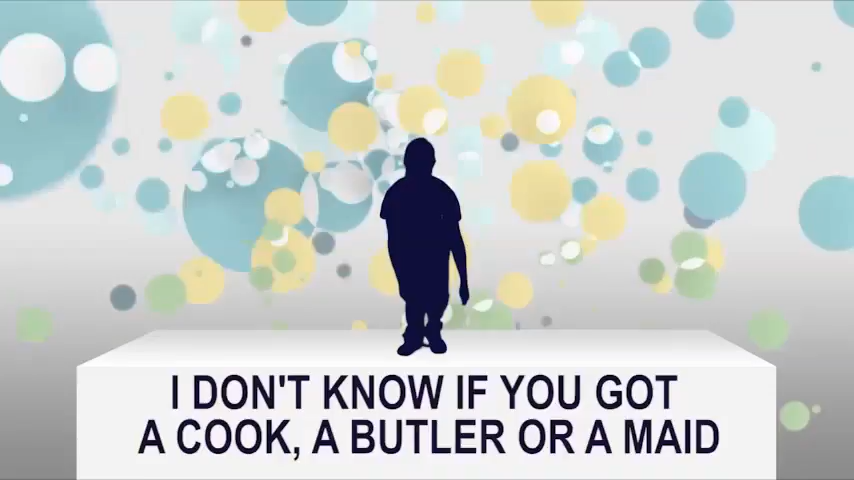 I DON'T KNOW IF YOU GOT
A COOK, A BUTLER OR A MAID